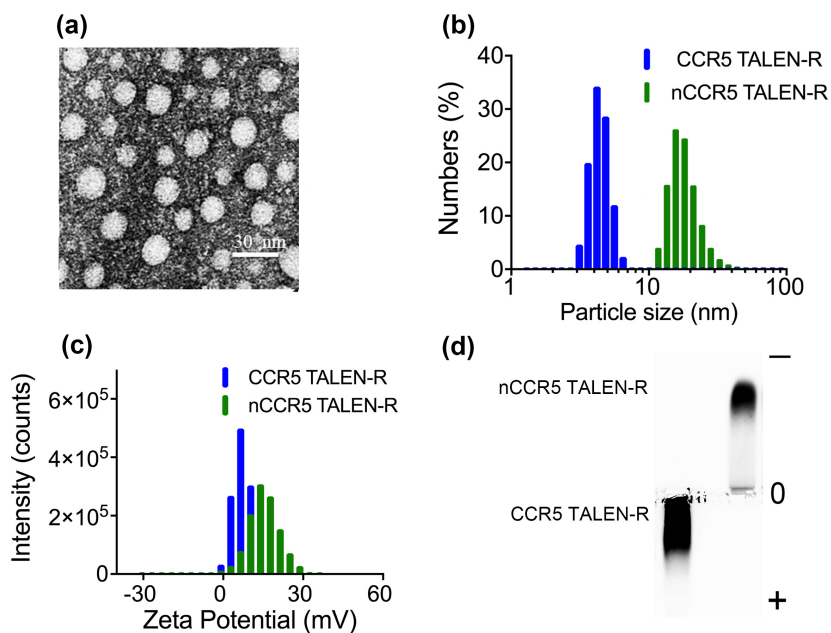 (a)
30 nm
(b)
CCR5 TALEN-R
nCCR5 TALEN-R
Numbers (%)
40
30
20
10
0
1
10
100
Particle size (nm)
(c)
CCR5 TALEN-R
nCCR5 TALEN-R
Intensity (counts)
6×10⁵
4×10⁵
2×10⁵
0
-30
0
30
60
Zeta Potential (mV)
(d)
nCCR5 TALEN-R
CCR5 TALEN-R
—
0
+